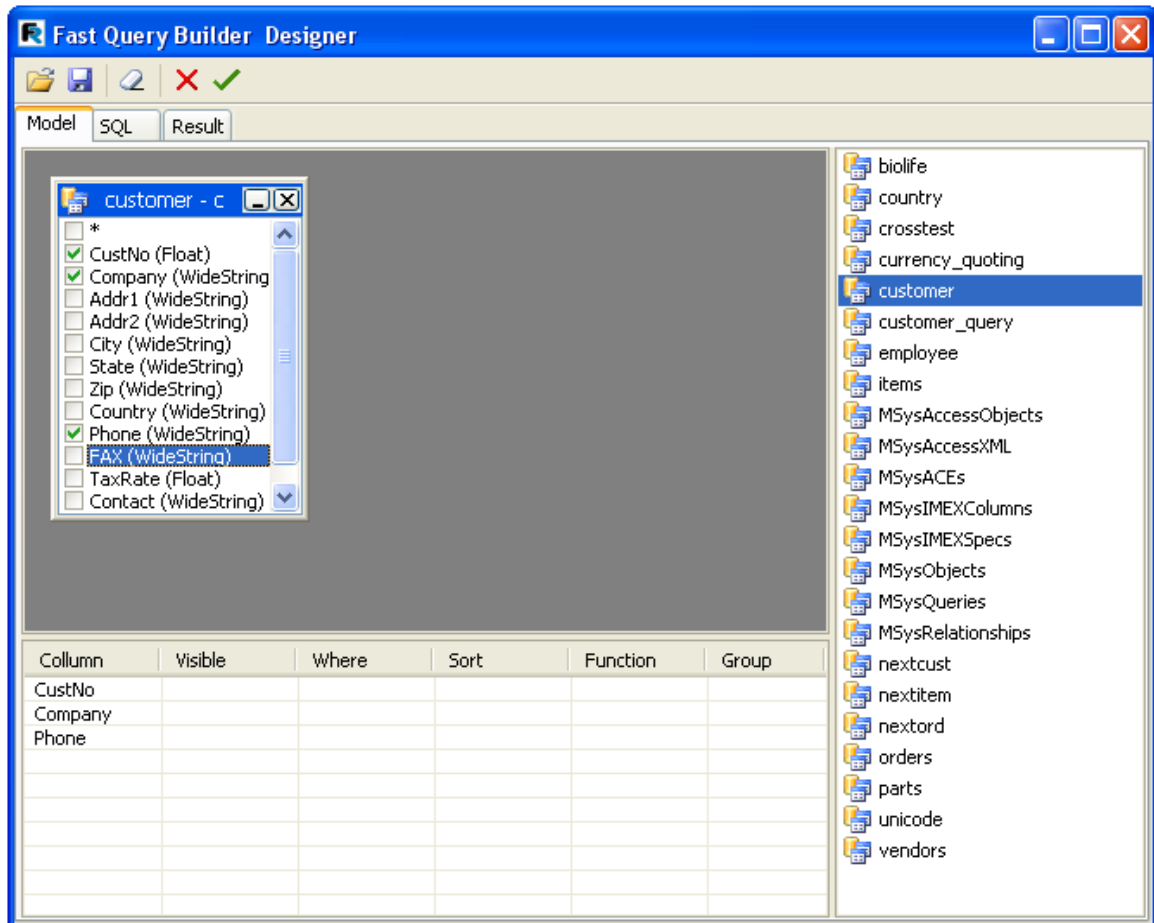 Fast Query Builder Designer
Model
SQL
Result
customer - c
*
CustNo (Float)
Company (WideString
Addr1 (WideString)
Addr2 (WideString)
City (WideString)
State (WideString)
Zip (WideString)
Country (WideString)
Phone (WideString)
FAX (WideString)
TaxRate (Float)
Contact (WideString)
biolife
country
crosstest
currency_quoting
customer
customer_query
employee
items
MSysAccessObjects
MSysAccessXML
MSysACEs
MSysIMEXColumns
MSysIMEXSpecs
MSysObjects
MSysQueries
MSysRelationships
nextcust
nextitem
nextord
orders
parts
unicode
vendors
Collumn Visible Where Sort Function Group
CustNo
Company
Phone